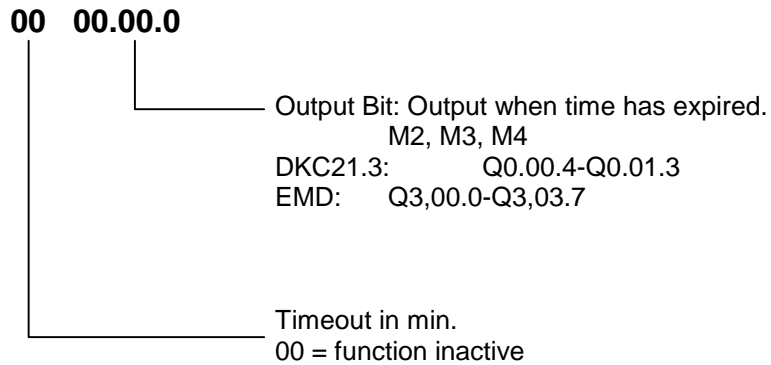 00 00.00.0
Output Bit: Output when time has expired.
M2, M3, M4
DKC21.3: Q0.00.4-Q0.01.3
EMD: Q3,00.0-Q3,03.7
Timeout in min.
00 = function inactive